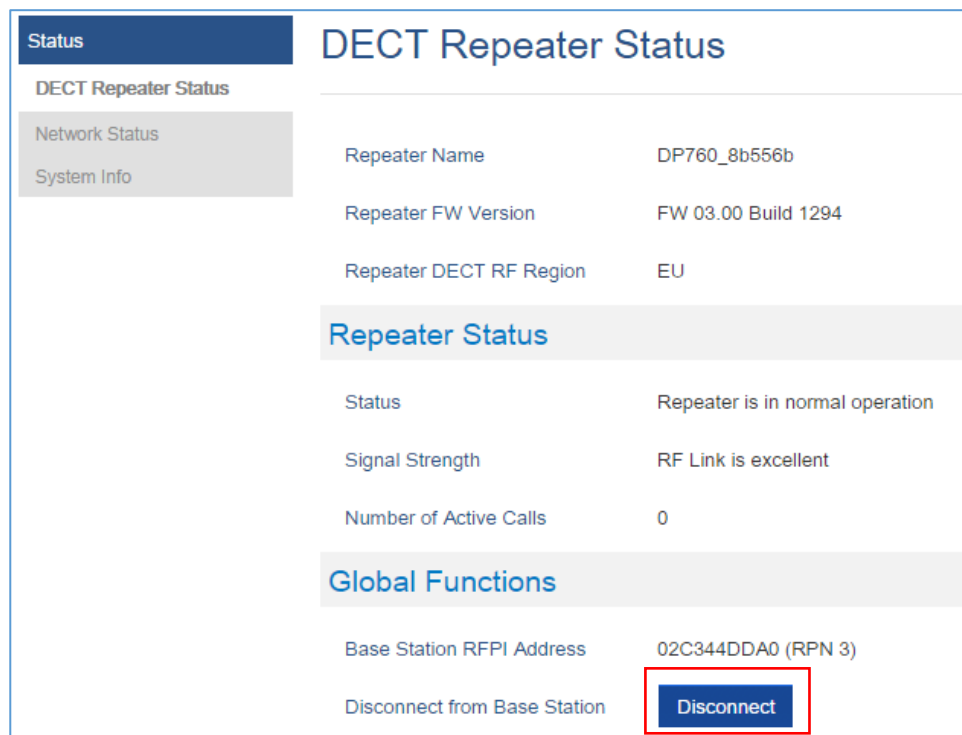 Status
DECT Repeater Status
Network Status
System Info
DECT Repeater Status
Repeater Name DP760_8b556b
Repeater FW Version FW 03.00 Build 1294
Repeater DECT RF Region EU
Repeater Status
Status Repeater is in normal operation
Signal Strength RF Link is excellent
Number of Active Calls 0
Global Functions
Base Station RFPI Address 02C344DDA0 (RPN 3)
Disconnect from Base Station Disconnect